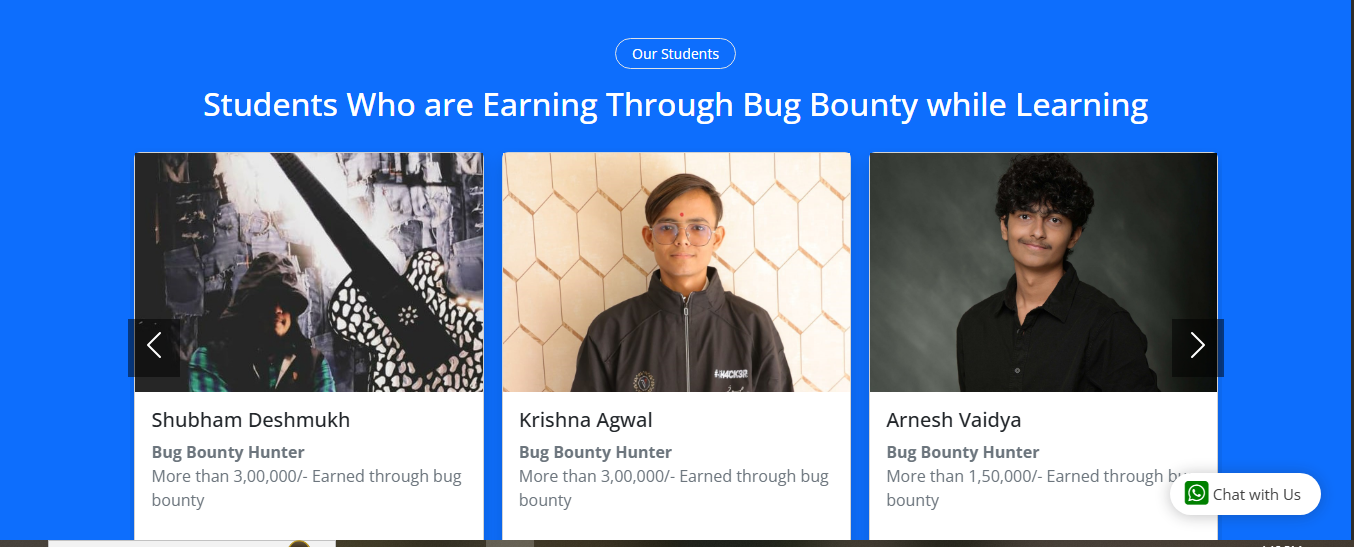 Our Students
Students Who are Earning Through Bug Bounty while Learning
#H4CK3R
Shubham Deshmukh
Bug Bounty Hunter
More than 3,00,000/- Earned through bug
bounty
Krishna Agwal
Bug Bounty Hunter
More than 3,00,000/- Earned through bug
bounty
Arnesh Vaidya
Bug Bounty Hunter
More than 1,50,000/- Earned through
bounty
Chat with Us